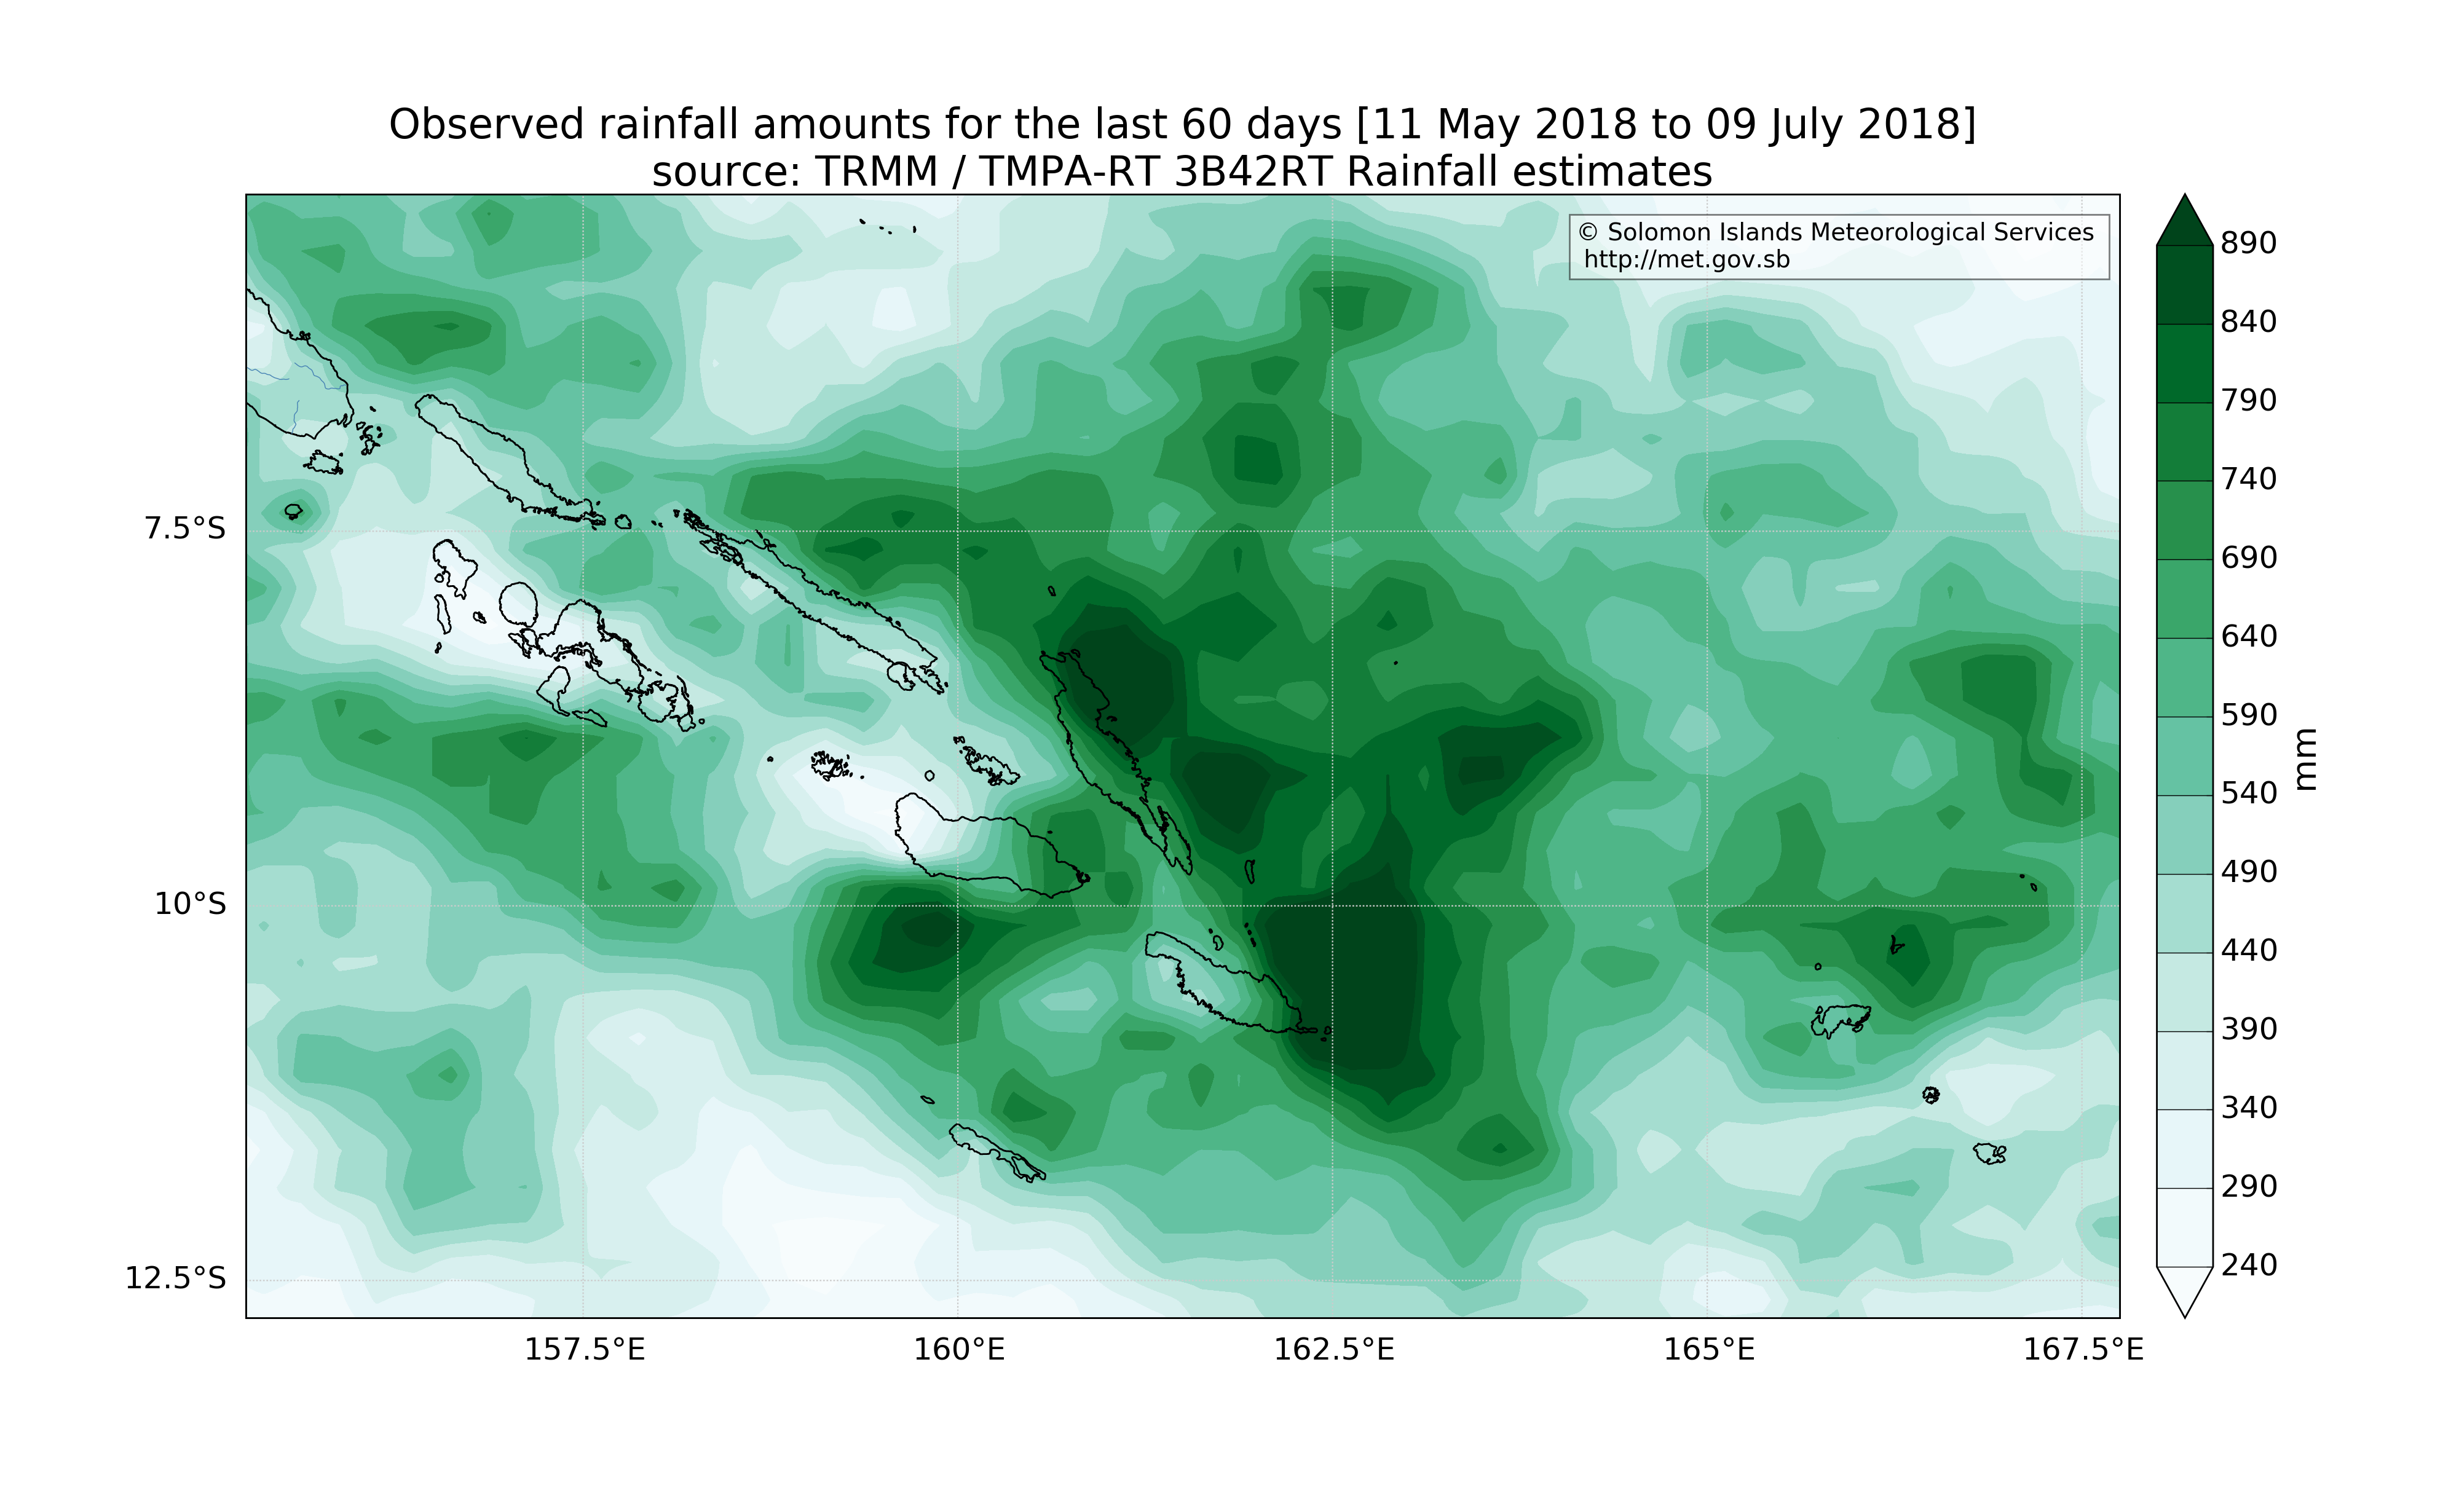 Observed rainfall amounts for the last 60 days [11 May 2018 to 09 July 2018]
source: TRMM / TMPA-RT 3B42RT Rainfall estimates
© Solomon Islands Meteorological Services
http://met.gov.sb
7.5°S
10°S
12.5°S
157.5°E
160°E
162.5°E
165°E
167.5°E
890
840
790
740
690
640
590
540
490
440
390
340
290
240
mm